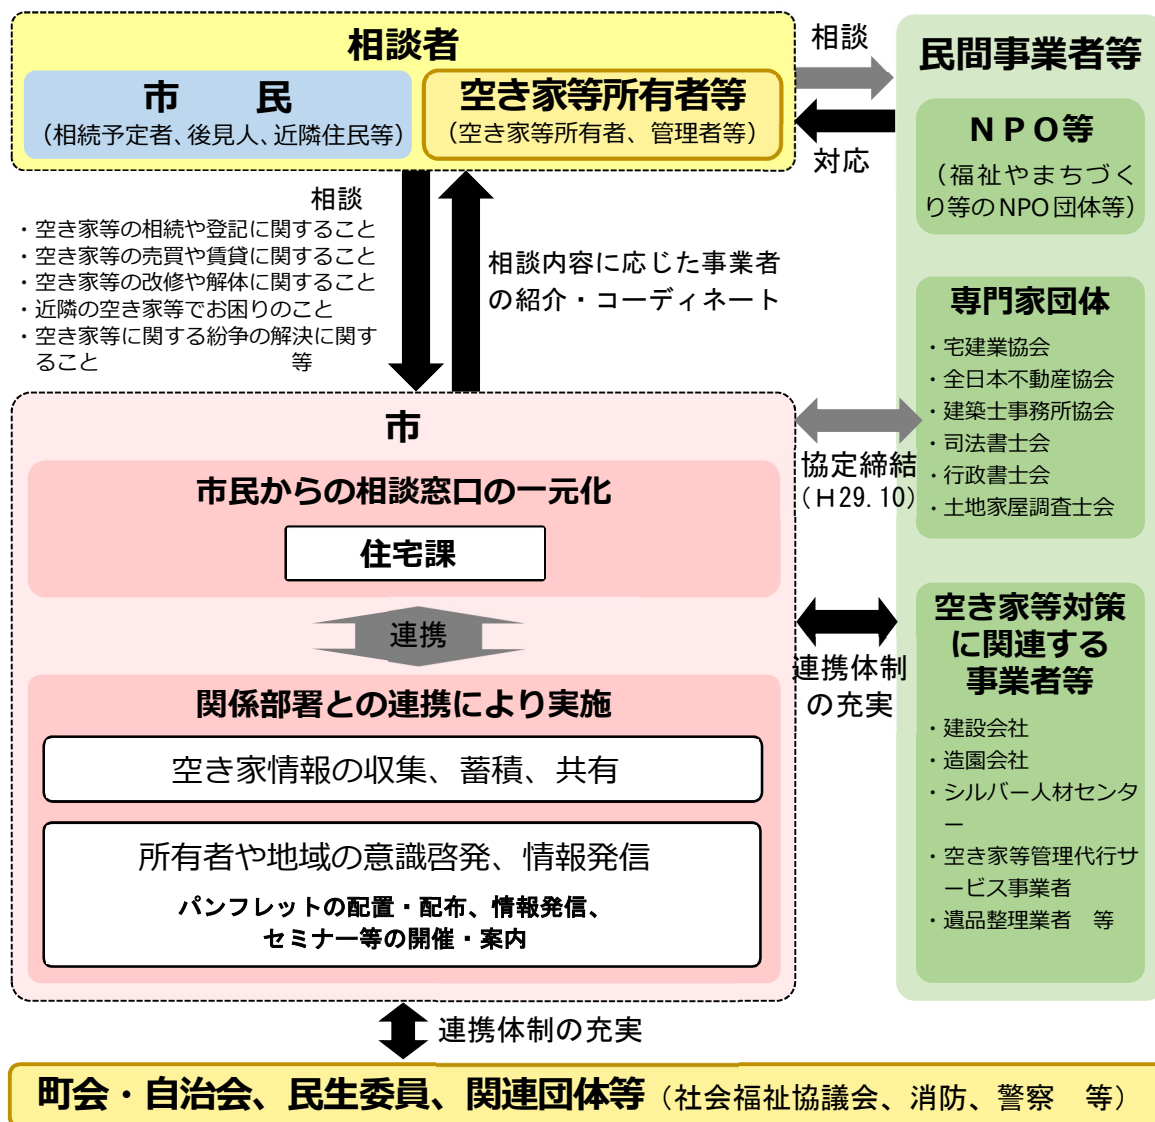 相談者
市　民
（相続予定者、後見人、近隣住民等）
空き家等所有者等
（空き家等所有者、管理者等）
相談
対応
民間事業者等
ＮＰＯ等
（福祉やまちづく
り等のNPO団体等）
相談
・空き家等の相続や登記に関すること
・空き家等の売買や賃貸に関すること
・空き家等の改修や解体に関すること
・近隣の空き家等でお困りのこと
・空き家等に関する紛争の解決に関す
ること　等
相談内容に応じた事業者
の紹介・コーディネート
専門家団体
・宅建業協会
・全日本不動産協会
・建築士事務所協会
・司法書士会
・行政書士会
・土地家屋調査士会
市
市民からの相談窓口の一元化
住宅課
協定締結
（Ｈ29.10）
連携
関係部署との連携により実施
空き家情報の収集、蓄積、共有
所有者や地域の意識啓発、情報発信
パンフレットの配置・配布、情報発信、
セミナー等の開催・案内
連携体制
の充実
空き家等対策
に関連する
事業者等
・建設会社
・造園会社
・シルバー人材センタ
ー
・空き家等管理代行サ
ービス事業者
・遺品整理業者　等
連携体制の充実
町会・自治会、民生委員、関連団体等（社会福祉協議会、消防、警察　等）